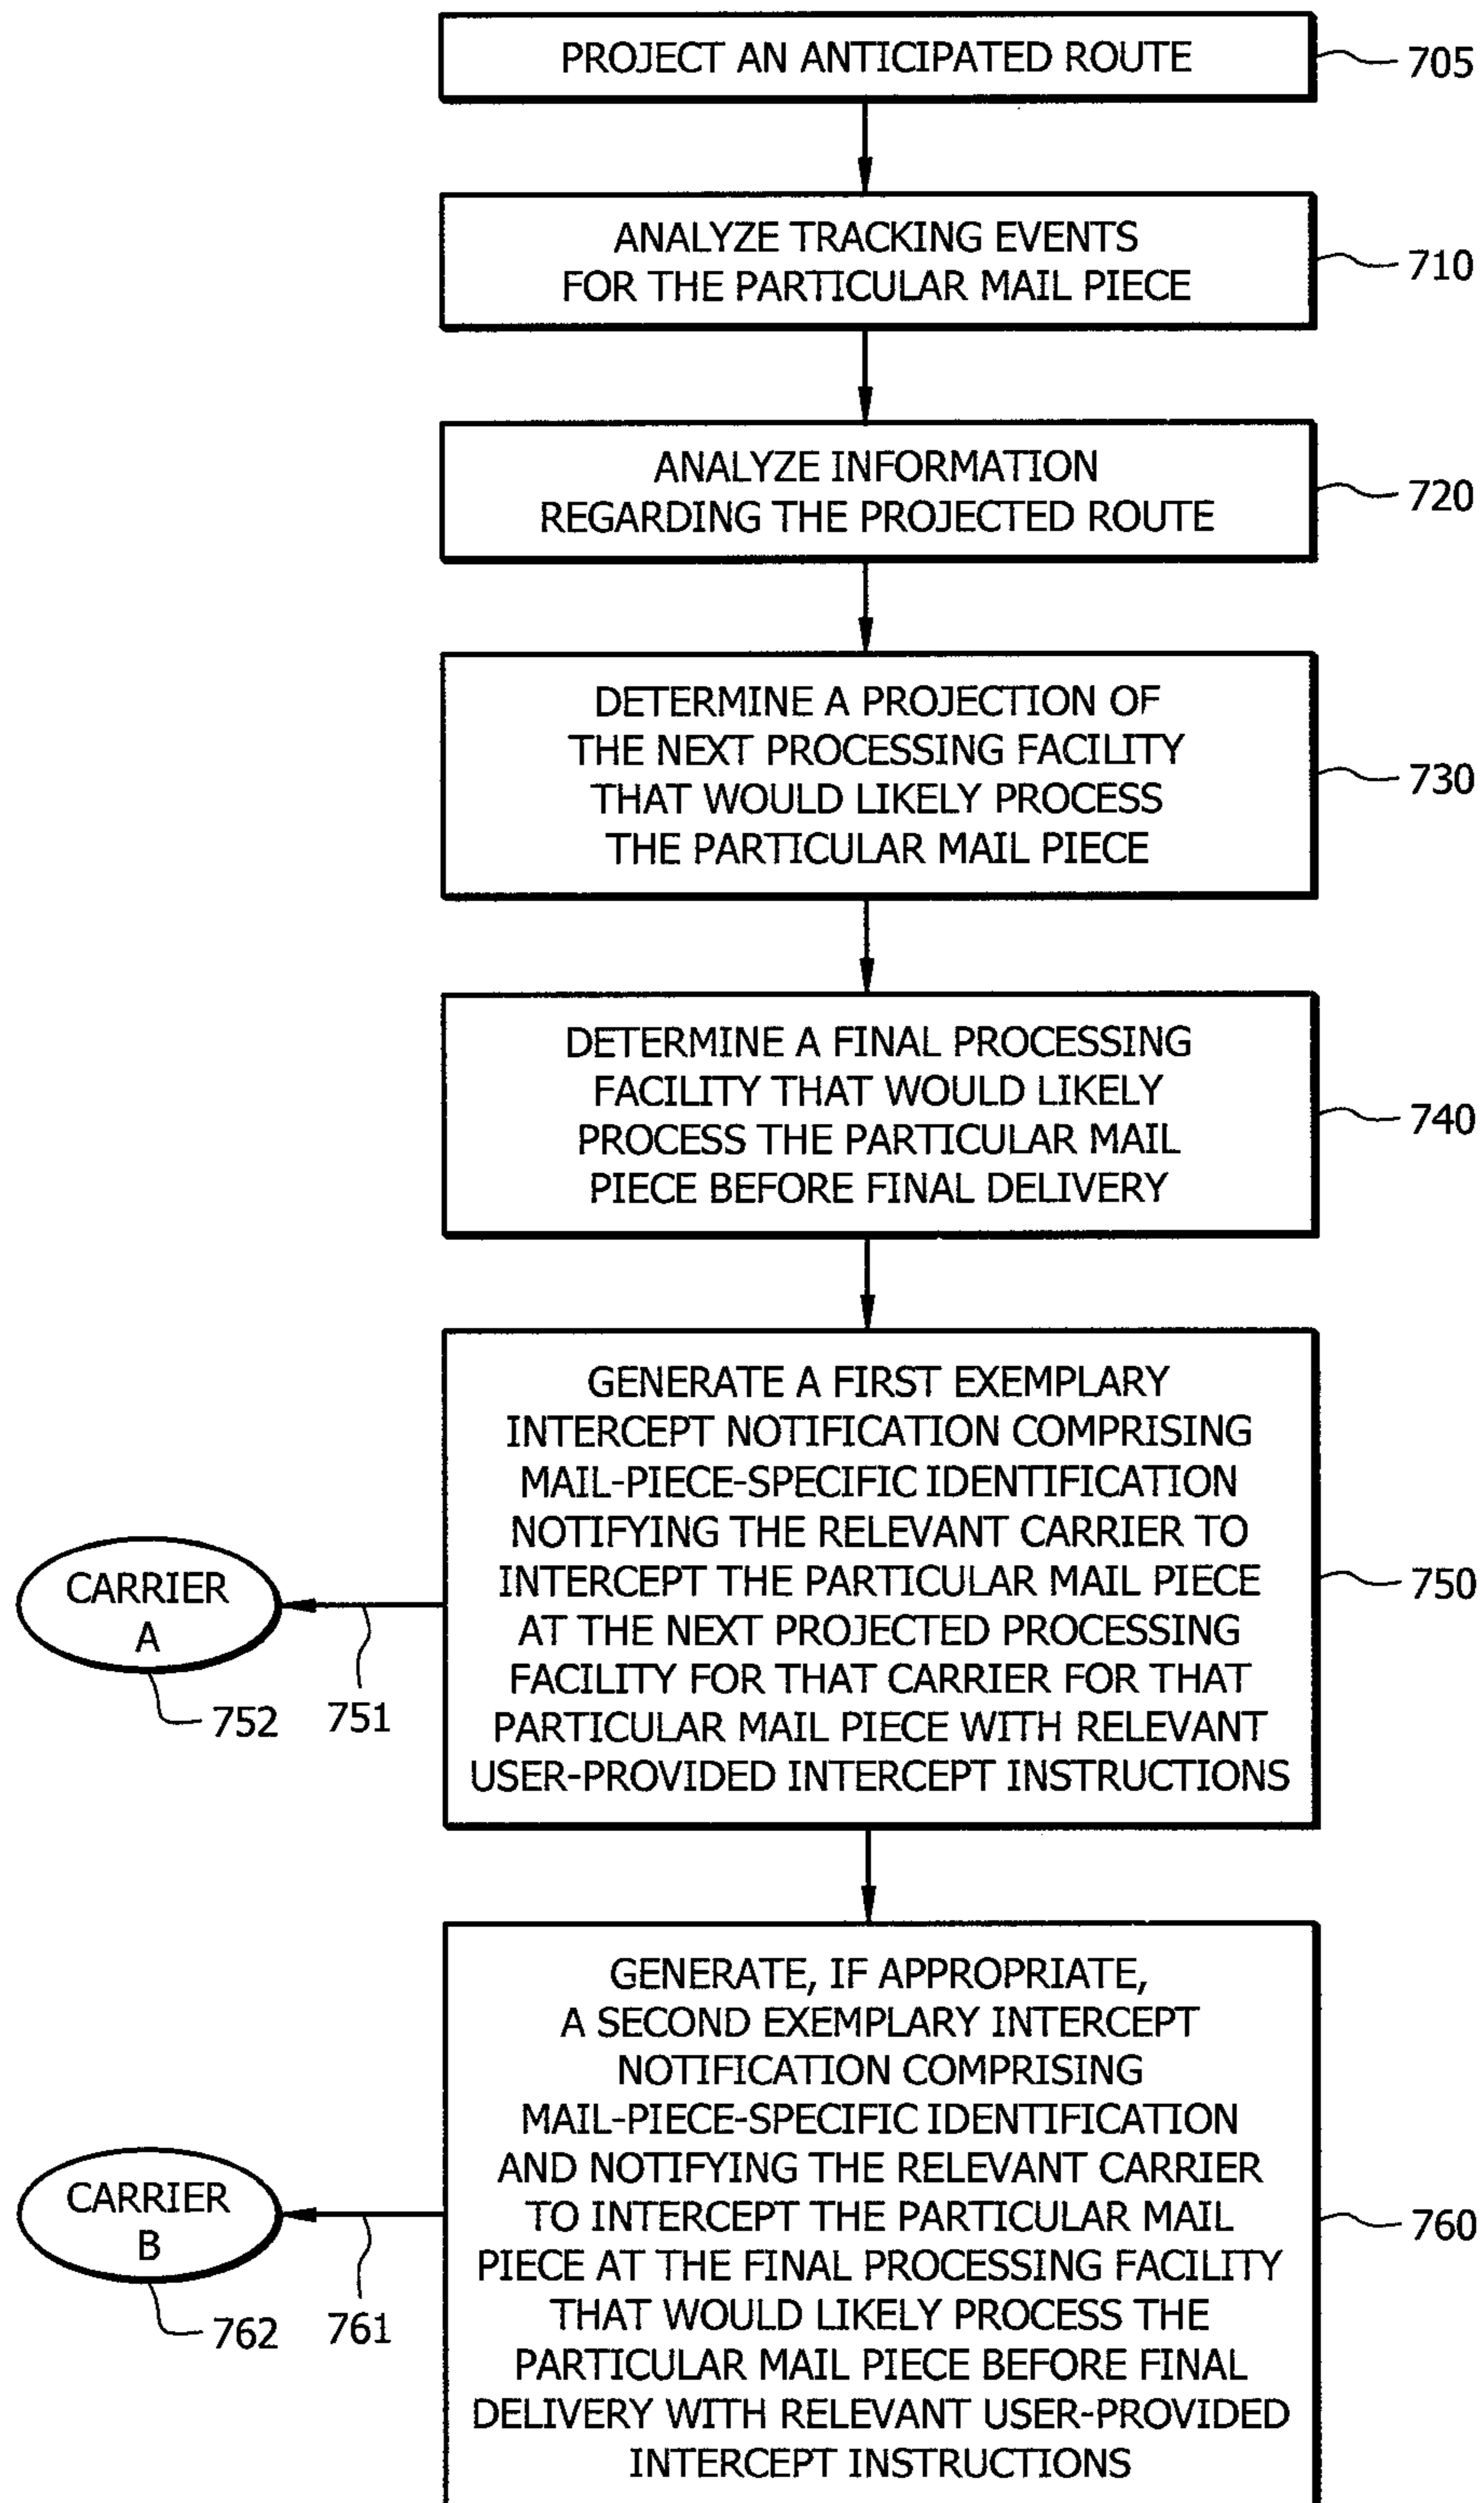 PROJECT AN ANTICIPATED ROUTE
705
ANALYZE TRACKING EVENTS
FOR THE PARTICULAR MAIL PIECE
710
ANALYZE INFORMATION
REGARDING THE PROJECTED ROUTE
720
DETERMINE A PROJECTION OF
THE NEXT PROCESSING FACILITY
THAT WOULD LIKELY PROCESS
THE PARTICULAR MAIL PIECE
730
DETERMINE A FINAL PROCESSING
FACILITY THAT WOULD LIKELY
PROCESS THE PARTICULAR MAIL
PIECE BEFORE FINAL DELIVERY
740
GENERATE A FIRST EXEMPLARY
INTERCEPT NOTIFICATION COMPRISING
MAIL-PIECE-SPECIFIC IDENTIFICATION
NOTIFYING THE RELEVANT CARRIER TO
INTERCEPT THE PARTICULAR MAIL PIECE
AT THE NEXT PROJECTED PROCESSING
FACILITY FOR THAT CARRIER FOR THAT
PARTICULAR MAIL PIECE WITH RELEVANT
USER-PROVIDED INTERCEPT INSTRUCTIONS
750
CARRIER
A
752
751
GENERATE, IF APPROPRIATE,
A SECOND EXEMPLARY INTERCEPT
NOTIFICATION COMPRISING
MAIL-PIECE-SPECIFIC IDENTIFICATION
AND NOTIFYING THE RELEVANT CARRIER
TO INTERCEPT THE PARTICULAR MAIL
PIECE AT THE FINAL PROCESSING FACILITY
THAT WOULD LIKELY PROCESS THE
PARTICULAR MAIL PIECE BEFORE FINAL
DELIVERY WITH RELEVANT USER-PROVIDED
INTERCEPT INSTRUCTIONS
760
CARRIER
B
762
761